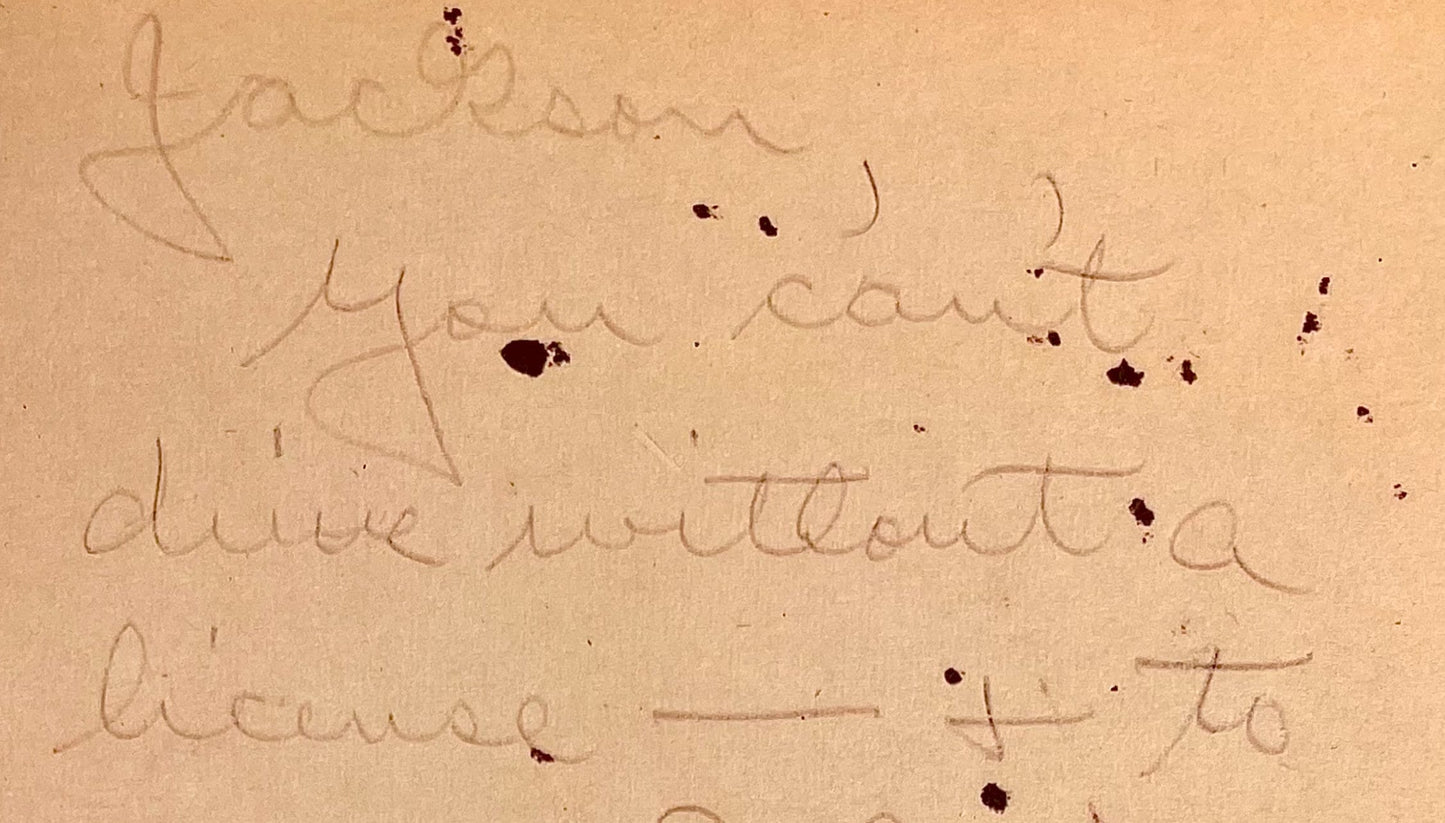 Jackson
You can't
drive without a
license — + to